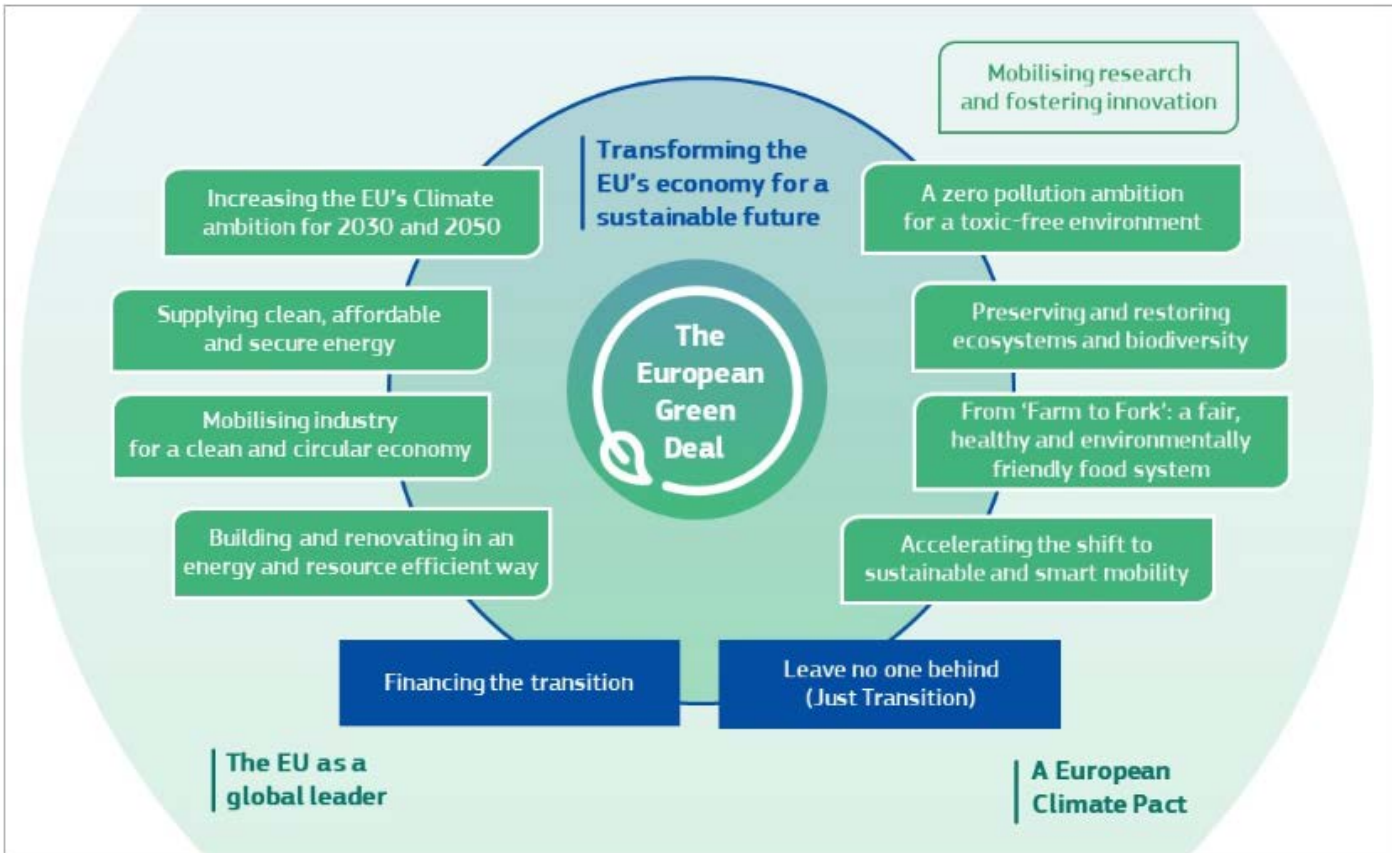 Mobilising research
and fostering innovation
Transforming the
EU's economy for a
sustainable future
Increasing the EU's Climate
ambition for 2030 and 2050
A zero pollution ambition
for a toxic-free environment
Supplying clean, affordable
and secure energy
Preserving and restoring
ecosystems and biodiversity
The
European
Green
Deal
Mobilising industry
for a clean and circular economy
From ‘Farm to Fork’: a fair,
healthy and environmentally
friendly food system
Building and renovating in an
energy and resource efficient way
Accelerating the shift to
sustainable and smart mobility
Financing the transition
Leave no one behind
(Just Transition)
The EU as a
global leader
A European
Climate Pact